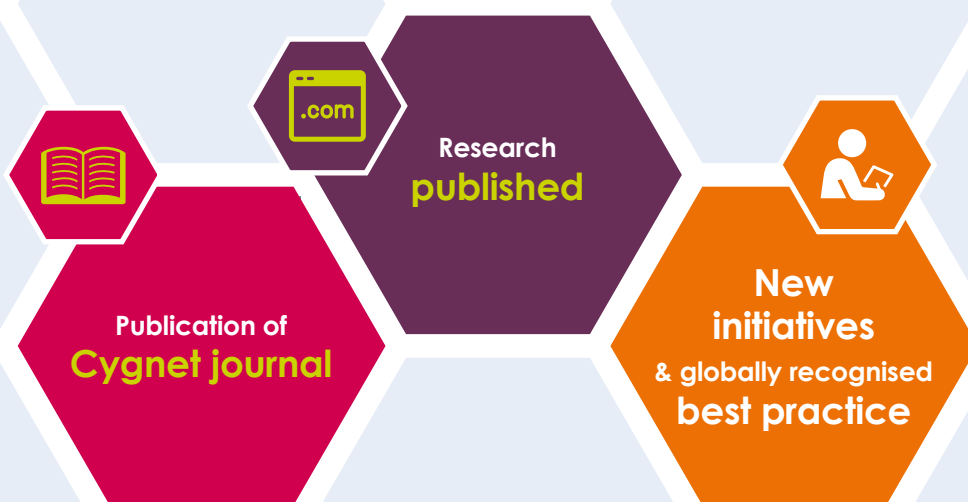 .com
Research
published
Publication of
Cygnet journal
New
initiatives
& globally recognised
best practice